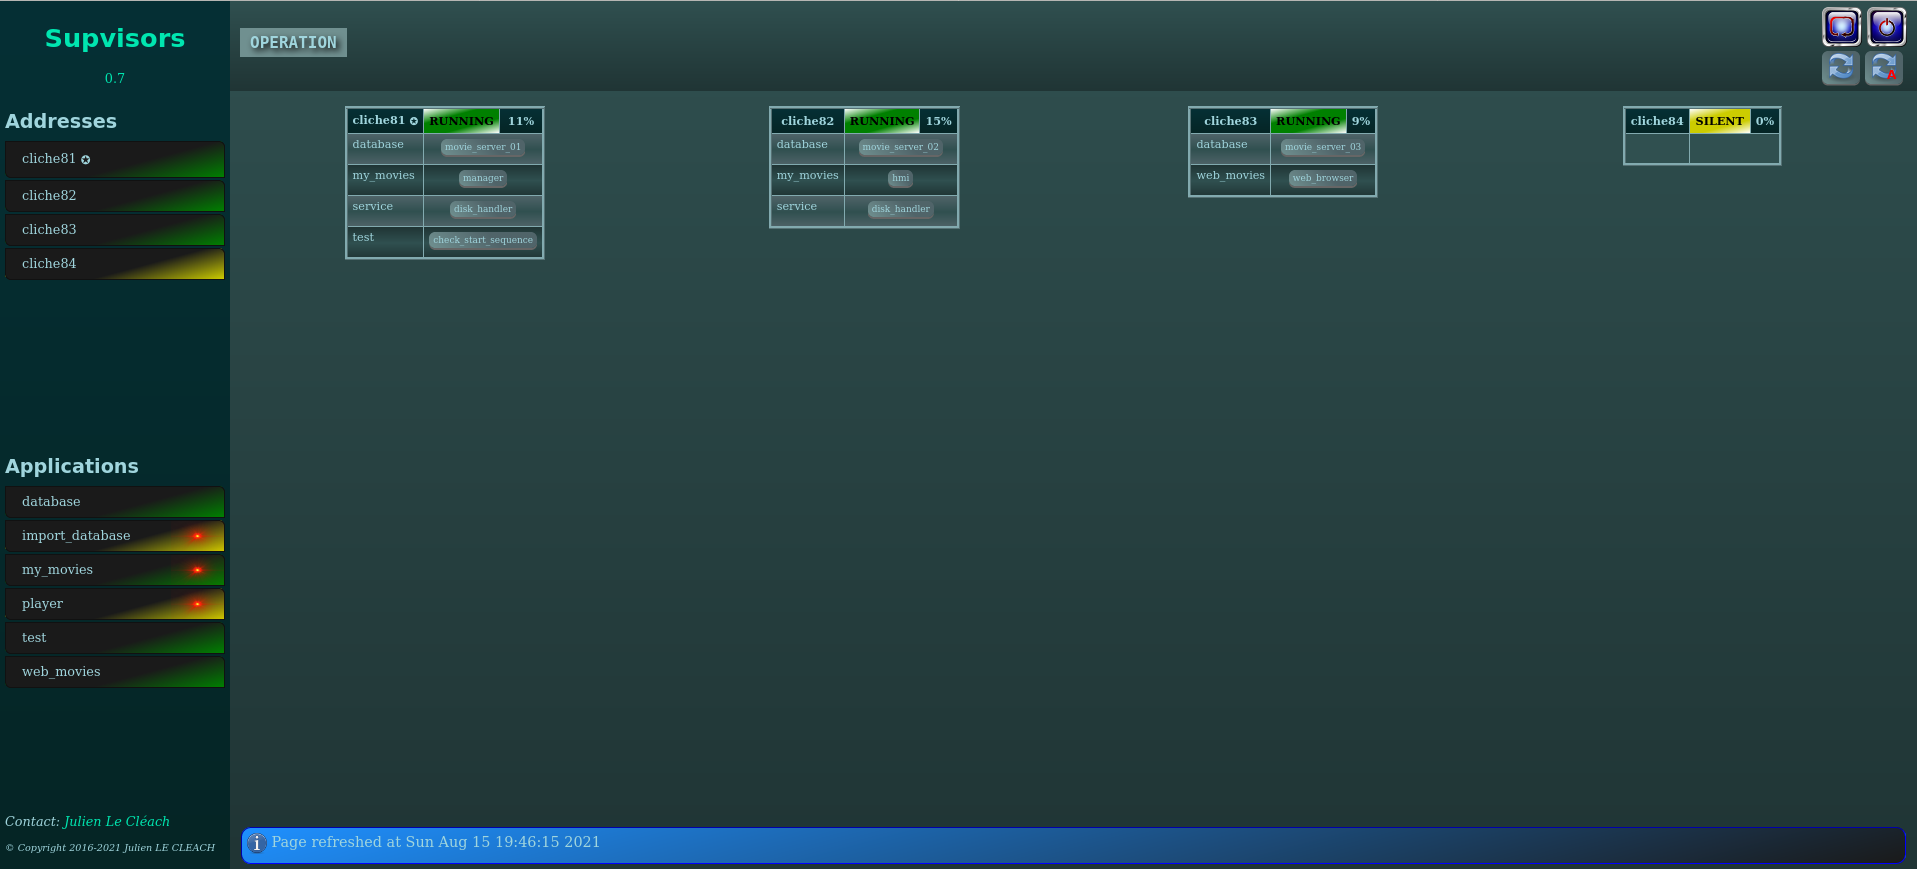 Supvisors
0.7
Addresses
cliche81 ✪
cliche82
cliche83
cliche84
Applications
database
import_database
my_movies
player
test
web_movies
Contact: Julien Le Cléach
© Copyright 2016-2021 Julien LE CLEACH
OPERATION
A
cliche81 ✪ RUNNING 11%
database movie_server_01
my_movies manager
service disk_handler
test check_start_sequence
cliche82 RUNNING 15%
database movie_server_02
my_movies hmi
service disk_handler
cliche83 RUNNING 9%
database movie_server_03
web_movies web_browser
cliche84 SILENT 0%
i Page refreshed at Sun Aug 15 19:46:15 2021